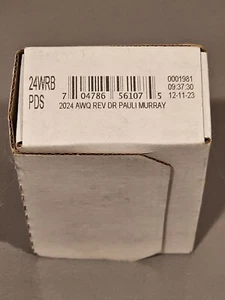 24WRB
PDS
7 04786 56107 5
2024 AWQ REV DR PAULI MURRAY
0001981
09:37:30
12-11-23